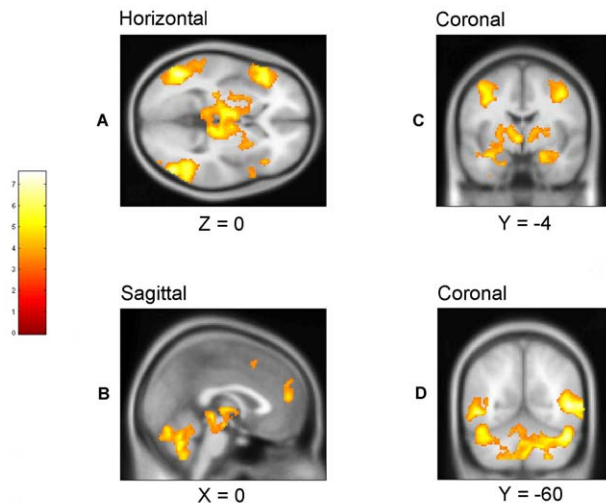 Horizontal
A
Z = 0
Coronal
C
Y = -4
7
6
5
4
3
2
1
0
Sagittal
B
X = 0
Coronal
D
Y = -60